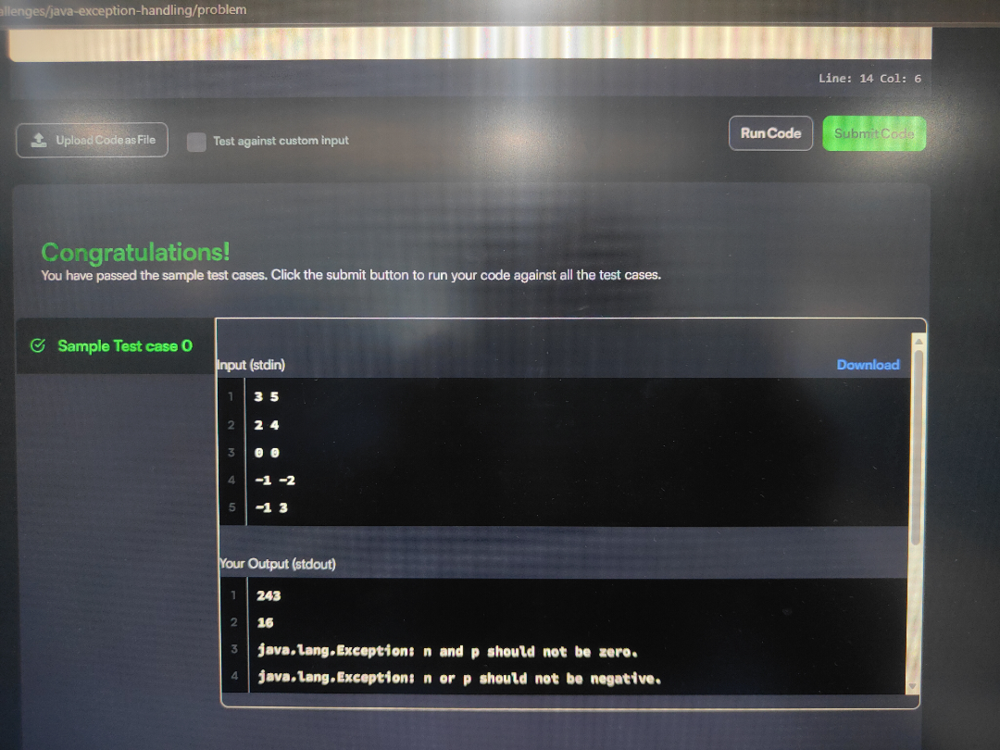 allenges/java-exception-handling/problem
Line: 14 Col: 6
Upload Code as File
Test against custom input
Run Code
Submit Code
Congratulations!
You have passed the sample test cases. Click the submit button to run your code against all the test cases.
Sample Test case 0
Input (stdin)
Download
1 3 5
2 2 4
3 0 0
4 -1 -2
5 -1 3
Your Output (stdout)
1 243
2 16
3 java.lang.Exception: n and p should not be zero.
4 java.lang.Exception: n or p should not be negative.